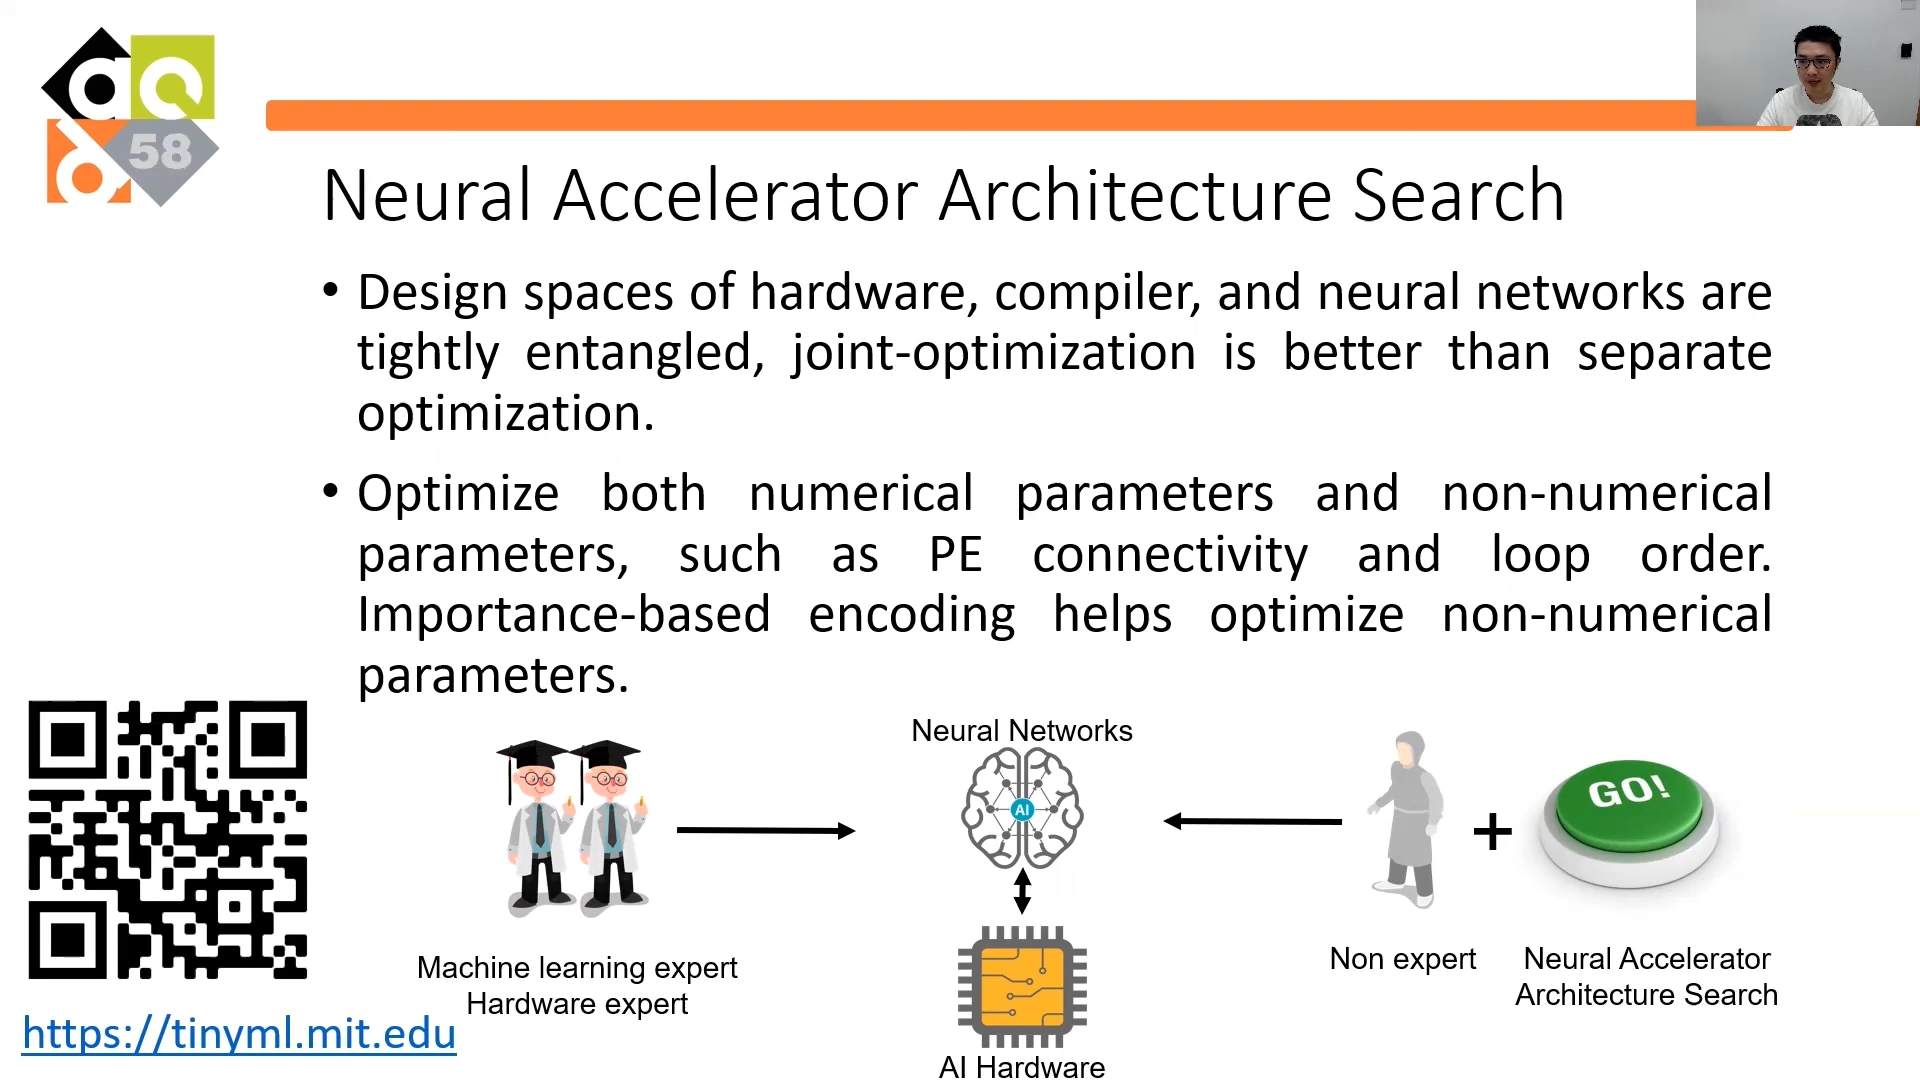 58
Neural Accelerator Architecture Search
• Design spaces of hardware, compiler, and neural networks are
tightly entangled, joint-optimization is better than separate
optimization.
• Optimize both numerical parameters and non-numerical
parameters, such as PE connectivity and loop order.
Importance-based encoding helps optimize non-numerical
parameters.
Neural Networks
AI
GO!
Machine learning expert
Hardware expert
Non expert
+
Neural Accelerator
Architecture Search
https://tinyml.mit.edu
AI Hardware